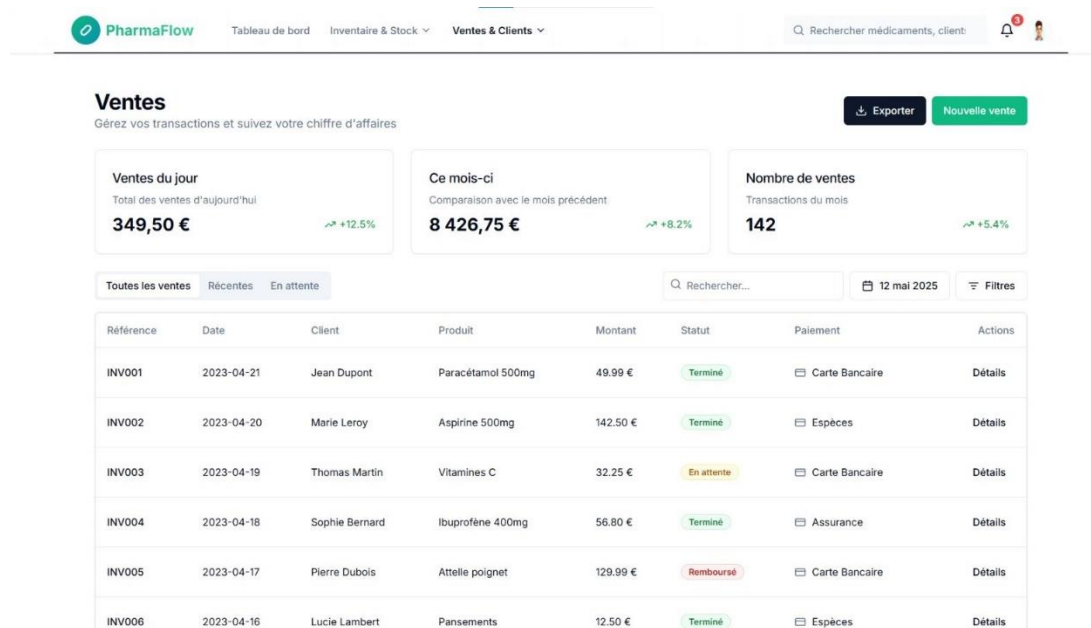 PharmaFlow Tableau de bord Inventaire & Stock Ventes & Clients Rechercher médicaments, client: 3
Ventes
Gérez vos transactions et suivez votre chiffre d'affaires
Exporter Nouvelle vente
Ventes du jour
Total des ventes d'aujourd'hui
349,50 € +12.5%
Ce mois-ci
Comparaison avec le mois précédent
8 426,75 € +8.2%
Nombre de ventes
Transactions du mois
142 +5.4%
Toutes les ventes Récentes En attente Rechercher... 12 mai 2025 Filtres
Référence Date Client Produit Montant Statut Paiement Actions
INV001 2023-04-21 Jean Dupont Paracétamol 500mg 49.99 € Terminé Carte Bancaire Détails
INV002 2023-04-20 Marie Leroy Aspirine 500mg 142.50 € Terminé Espèces Détails
INV003 2023-04-19 Thomas Martin Vitamines C 32.25 € En attente Carte Bancaire Détails
INV004 2023-04-18 Sophie Bernard Ibuprofène 400mg 56.80 € Terminé Assurance Détails
INV005 2023-04-17 Pierre Dubois Attelle poignet 129.99 € Remboursé Carte Bancaire Détails
INV006 2023-04-16 Lucie Lambert Pansements 12.50 € Terminé Espèces Détails